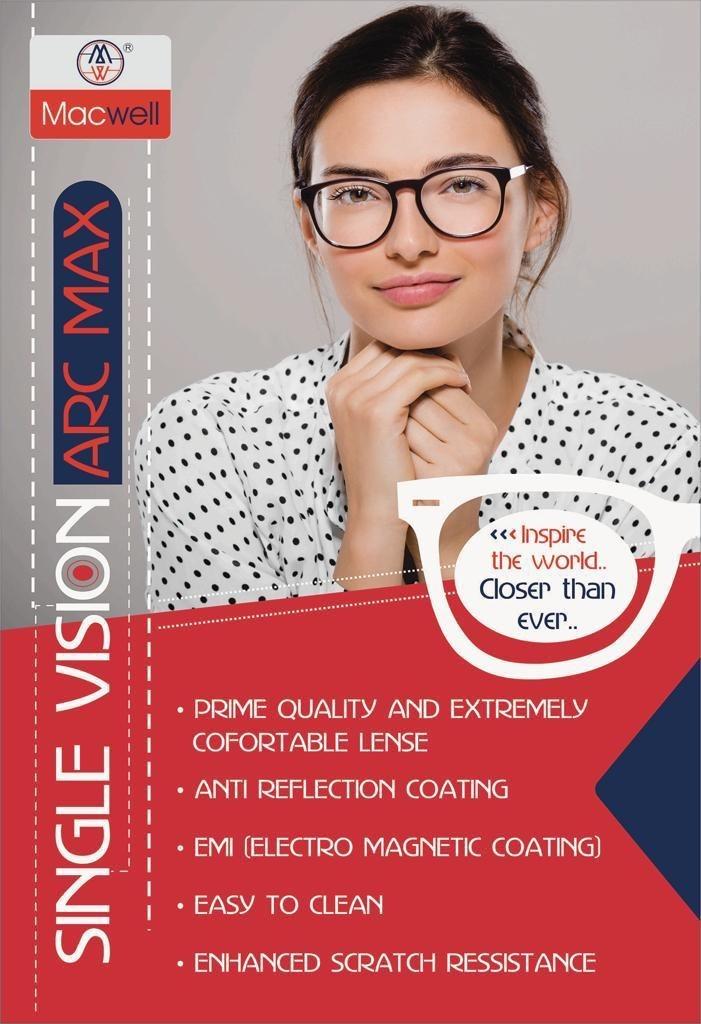 MW ®
Macwell
SINGLE VISION ARC MAX
<<< Inspire
the world..
Closer than
ever..
• PRIME QUALITY AND EXTREMELY
COFORTABLE LENSE
• ANTI REFLECTION COATING
• EMI (ELECTRO MAGNETIC COATING)
• EASY TO CLEAN
• ENHANCED SCRATCH RESSISTANCE